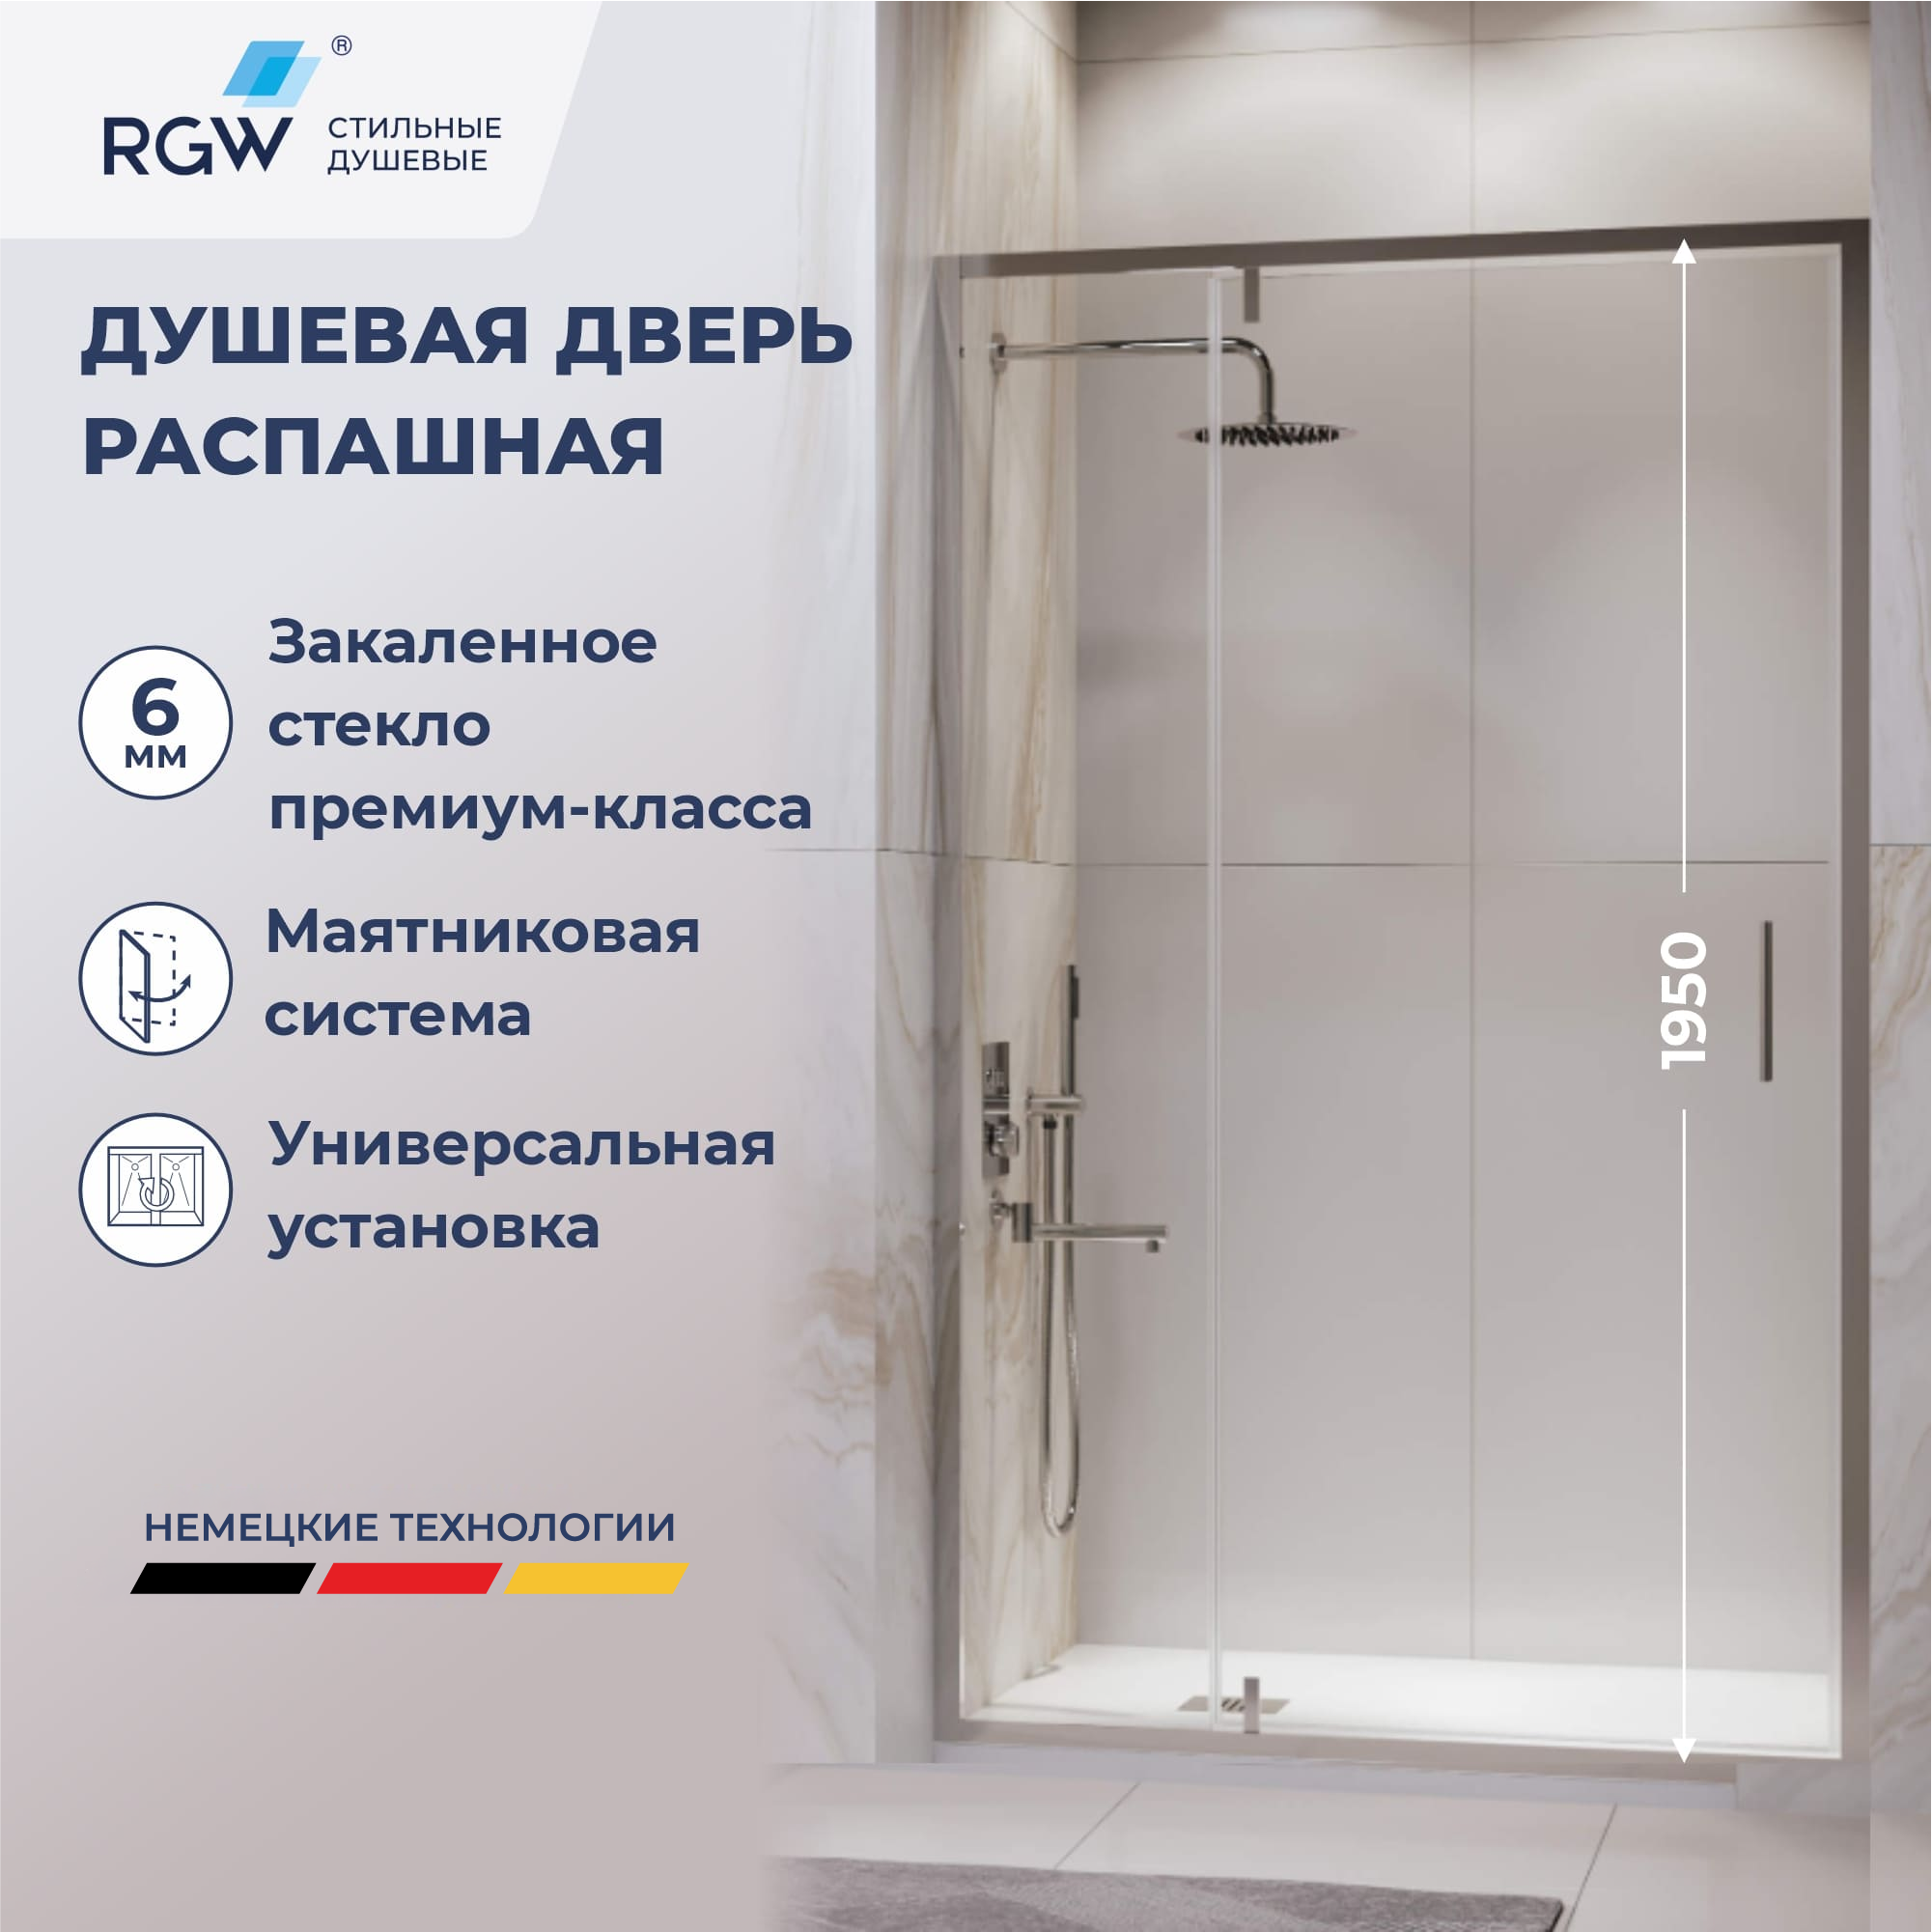 RGW ®
СТИЛЬНЫЕ
ДУШЕВЫЕ
ДУШЕВАЯ ДВЕРЬ
РАСПАШНАЯ
6
ММ
Закаленное
стекло
премиум-класса
Маятниковая
система
Универсальная
установка
1950
НЕМЕЦКИЕ ТЕХНОЛОГИИ